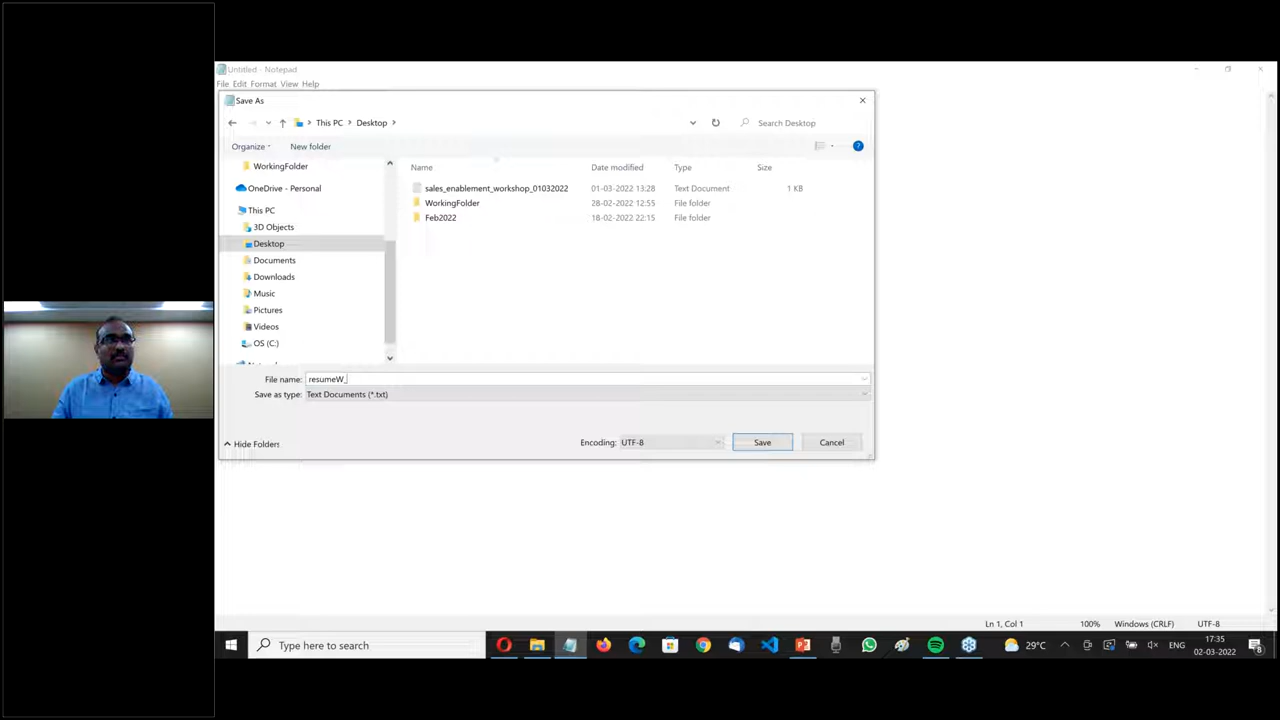 Untitled - Notepad
File Edit Format View Help
Save As
This PC > Desktop >
Search Desktop
Organize
New folder
Name
Date modified
Type
Size
WorkingFolder
OneDrive - Personal
This PC
3D Objects
Desktop
Documents
Downloads
Music
Pictures
Videos
OS (C:)
sales_enablement_workshop_01032022 01-03-2022 13:28 Text Document 1 KB
WorkingFolder 28-02-2022 12:55 File folder
Feb2022 18-02-2022 22:15 File folder
File name: resumeW_
Save as type: Text Documents (*.txt)
Hide Folders
Encoding: UTF-8
Save
Cancel
Ln 1, Col 1 100% Windows (CRLF) UTF-8
Type here to search
29°C
ENG
17:35
02-03-2022
8